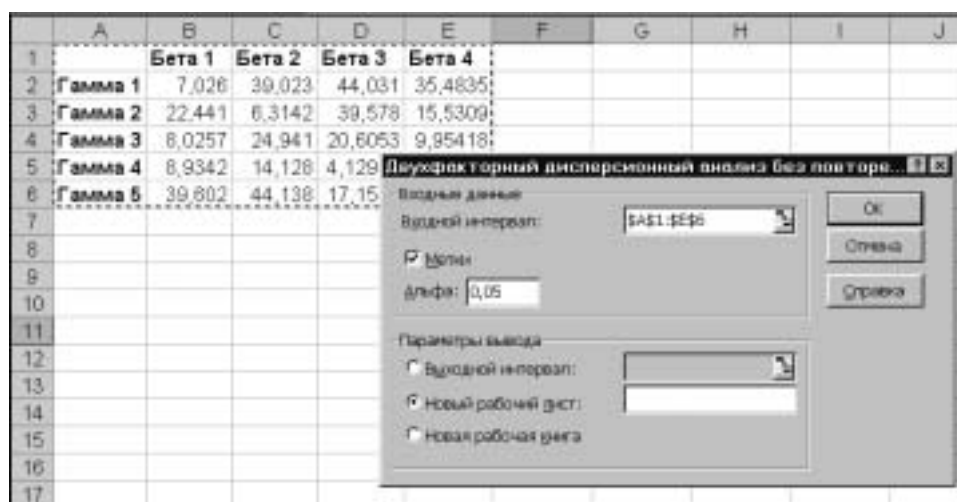 A B C D E F G H I J
1 Бета 1 Бета 2 Бета 3 Бета 4
2 Гамма 1 7,026 39,023 44,031 35,4835
3 Гамма 2 22,441 6,3142 39,578 15,5309
4 Гамма 3 8,0257 24,941 20,6053 9,95418
5 Гамма 4 8,9342 14,128 4,129
6 Гамма 5 39,602 44,138 17,15
7
8
9
10
11
12
13
14
15
16
17
Двухфакторный дисперсионный анализ без повторе...
Входные данные
Входной интервал: $A$1:$E$6
Метки
Альфа: 0,05
OK
Отмена
Справка
Параметры вывода
Выходной интервал:
Новый рабочий лист:
Новая рабочая книга